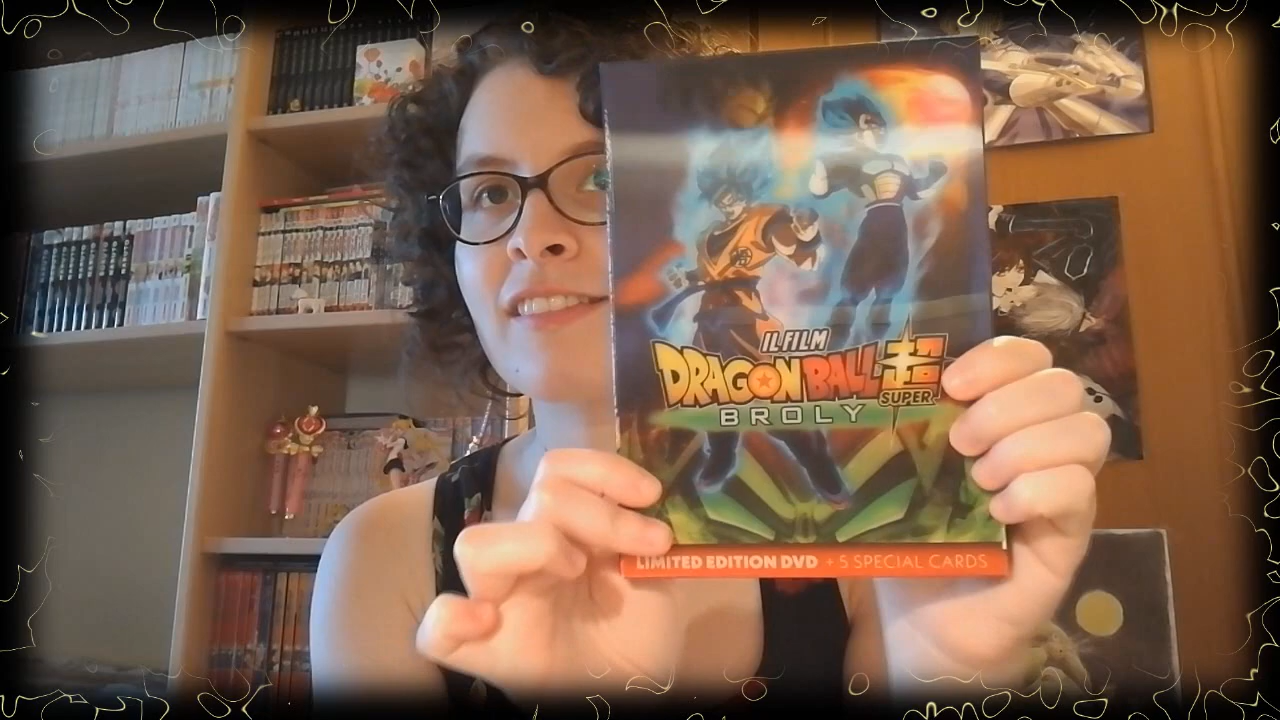 IL FILM
DRAGON BALL 超
SUPER
BROLY
LIMITED EDITION DVD + 5 SPECIAL CARDS